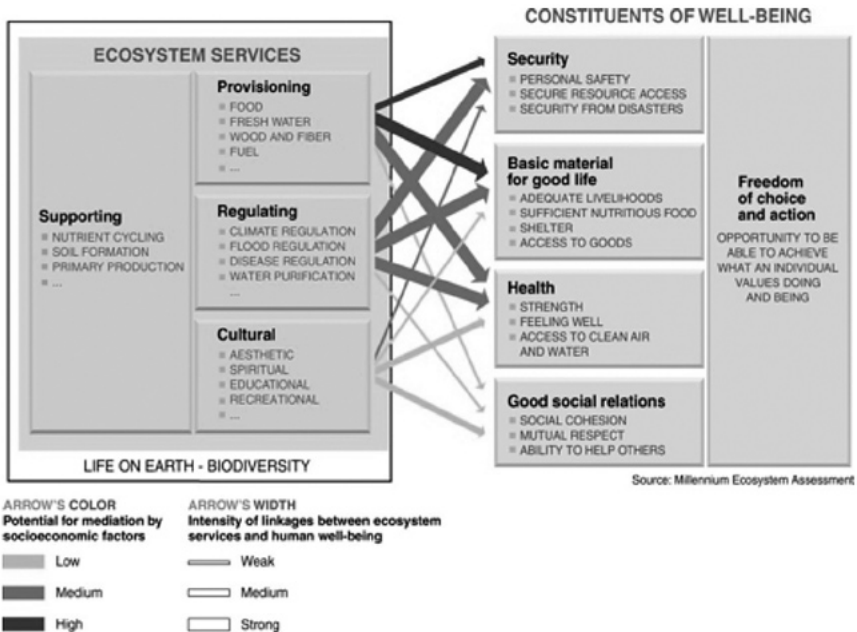 CONSTITUENTS OF WELL-BEING
ECOSYSTEM SERVICES
Supporting
NUTRIENT CYCLING
SOIL FORMATION
PRIMARY PRODUCTION
...
Provisioning
FOOD
FRESH WATER
WOOD AND FIBER
FUEL
...
Regulating
CLIMATE REGULATION
FLOOD REGULATION
DISEASE REGULATION
WATER PURIFICATION
...
Cultural
AESTHETIC
SPIRITUAL
EDUCATIONAL
RECREATIONAL
...
LIFE ON EARTH - BIODIVERSITY
Security
PERSONAL SAFETY
SECURE RESOURCE ACCESS
SECURITY FROM DISASTERS
Basic material
for good life
ADEQUATE LIVELIHOODS
SUFFICIENT NUTRITIOUS FOOD
SHELTER
ACCESS TO GOODS
Health
STRENGTH
FEELING WELL
ACCESS TO CLEAN AIR
AND WATER
Good social relations
SOCIAL COHESION
MUTUAL RESPECT
ABILITY TO HELP OTHERS
Freedom
of choice
and action
OPPORTUNITY TO BE
ABLE TO ACHIEVE
WHAT AN INDIVIDUAL
VALUES DOING
AND BEING
Source: Millennium Ecosystem Assessment
ARROW'S COLOR
Potential for mediation by
socioeconomic factors
Low
Medium
High
ARROW'S WIDTH
Intensity of linkages between ecosystem
services and human well-being
Weak
Medium
Strong